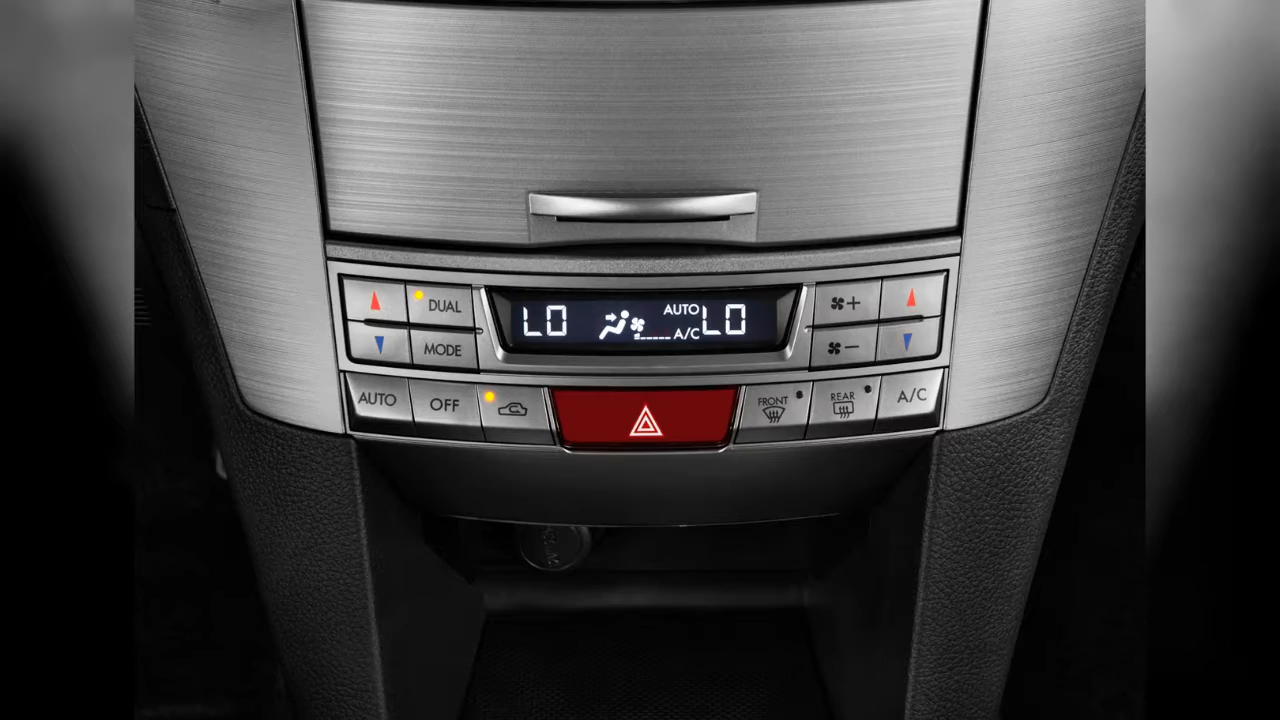 DUAL
LO AUTO LO
A/C
MODE
AUTO OFF FRONT REAR A/C